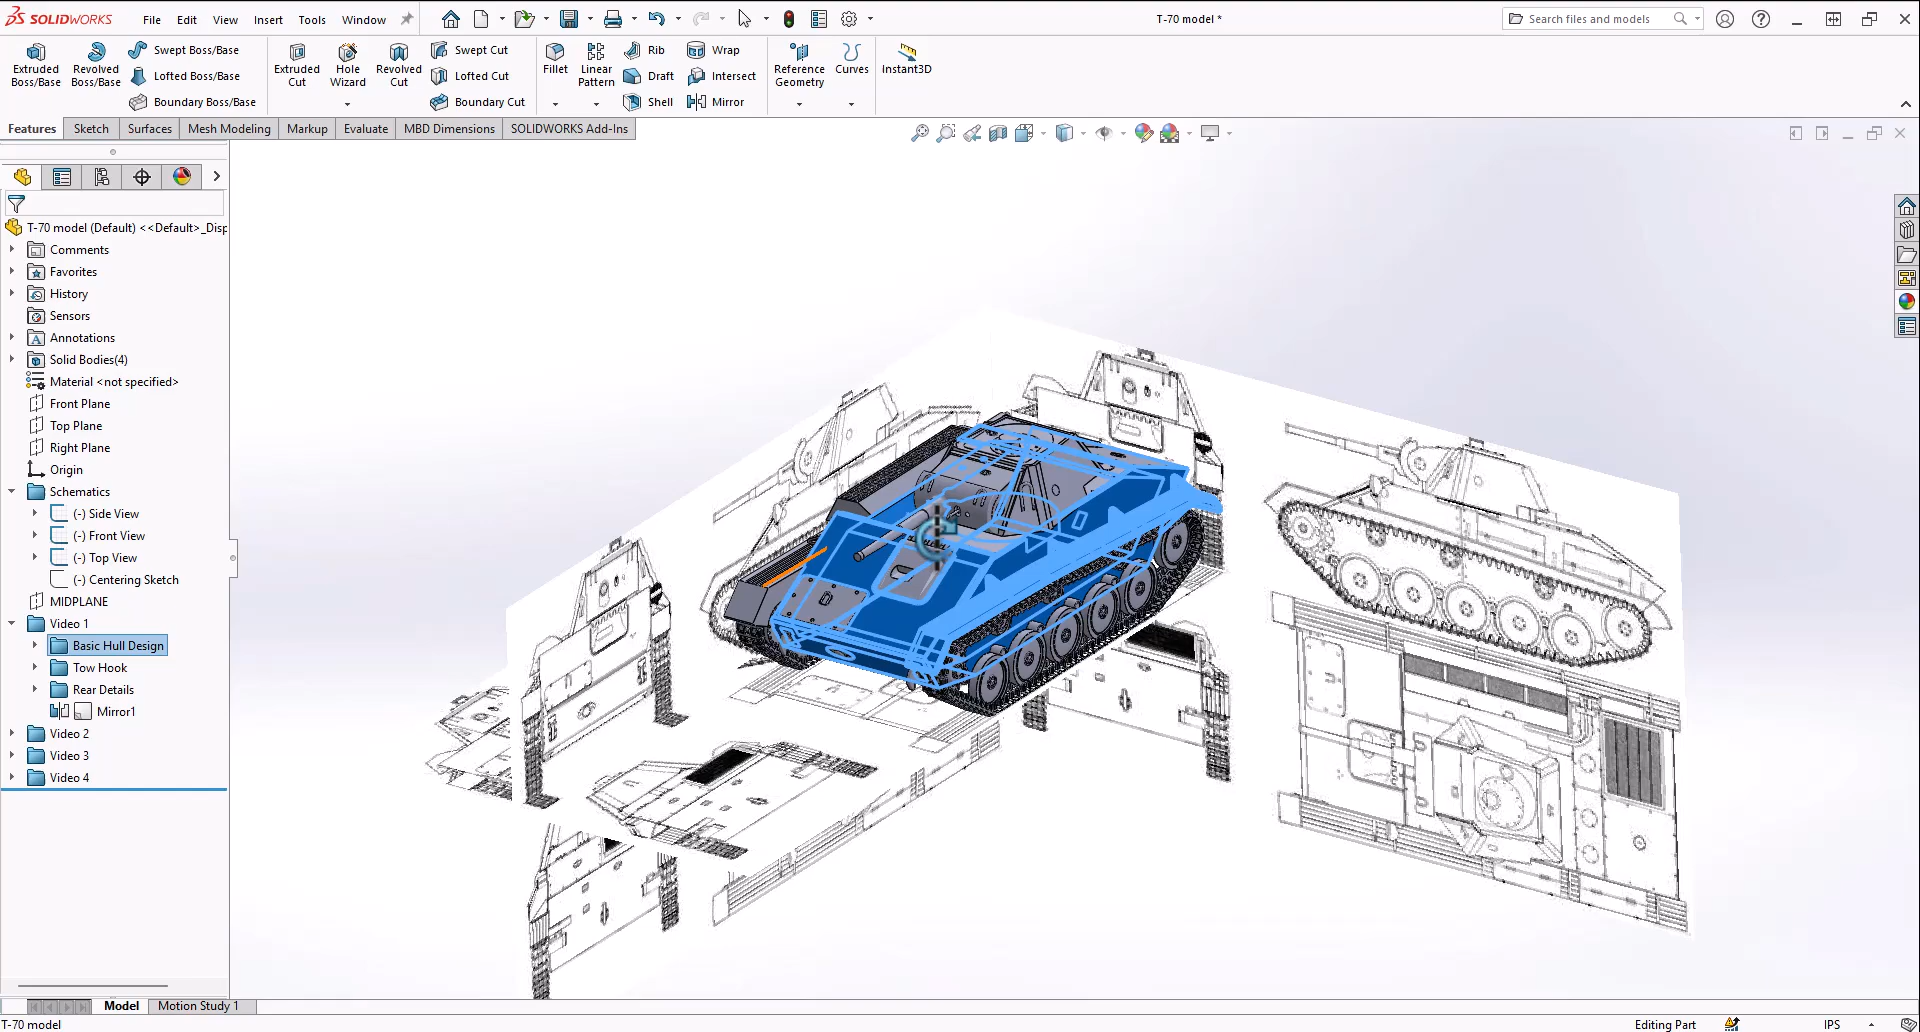 SOLIDWORKS File Edit View Insert Tools Window T-70 model * Search files and models
Extruded Boss/Base
Revolved Boss/Base
Swept Boss/Base
Lofted Boss/Base
Boundary Boss/Base
Extruded Cut
Hole Wizard
Revolved Cut
Swept Cut
Lofted Cut
Boundary Cut
Fillet
Linear Pattern
Rib
Draft
Shell
Wrap
Intersect
Mirror
Reference Geometry
Curves
Instant3D
Features Sketch Surfaces Mesh Modeling Markup Evaluate MBD Dimensions SOLIDWORKS Add-Ins
T-70 model (Default) <<Default>_Disp
Comments
Favorites
History
Sensors
Annotations
Solid Bodies(4)
Material <not specified>
Front Plane
Top Plane
Right Plane
Origin
Schematics
(-) Side View
(-) Front View
(-) Top View
(-) Centering Sketch
MIDPLANE
Video 1
Basic Hull Design
Tow Hook
Rear Details
Mirror1
Video 2
Video 3
Video 4
Model Motion Study 1
T-70 model Editing Part IPS